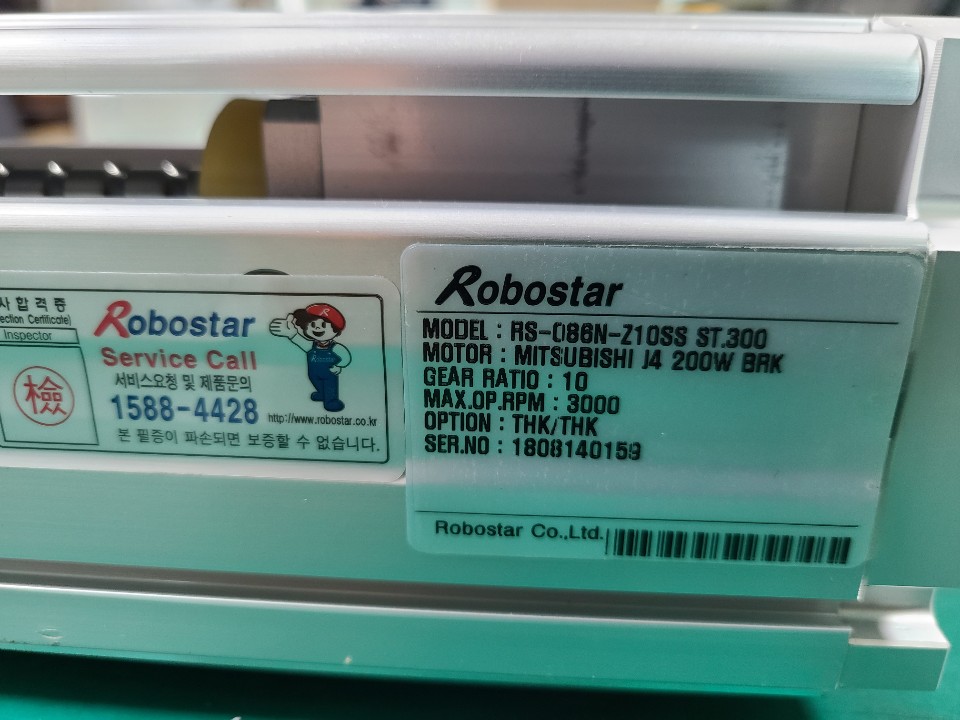 사 합 격 증
ection Certificate)
Inspector
檢
Robostar
Service Call
서비스요청 및 제품문의
1588-4428
http://www.robostar.co.kr
본 필증이 파손되면 보증할 수 없습니다.
Robostar
MODEL : RS-086N-Z10SS ST.300
MOTOR : MITSUBISHI J4 200W BRK
GEAR RATIO : 10
MAX.OP.RPM : 3000
OPTION : THK/THK
SER.NO : 1808140159
Robostar Co.,Ltd.